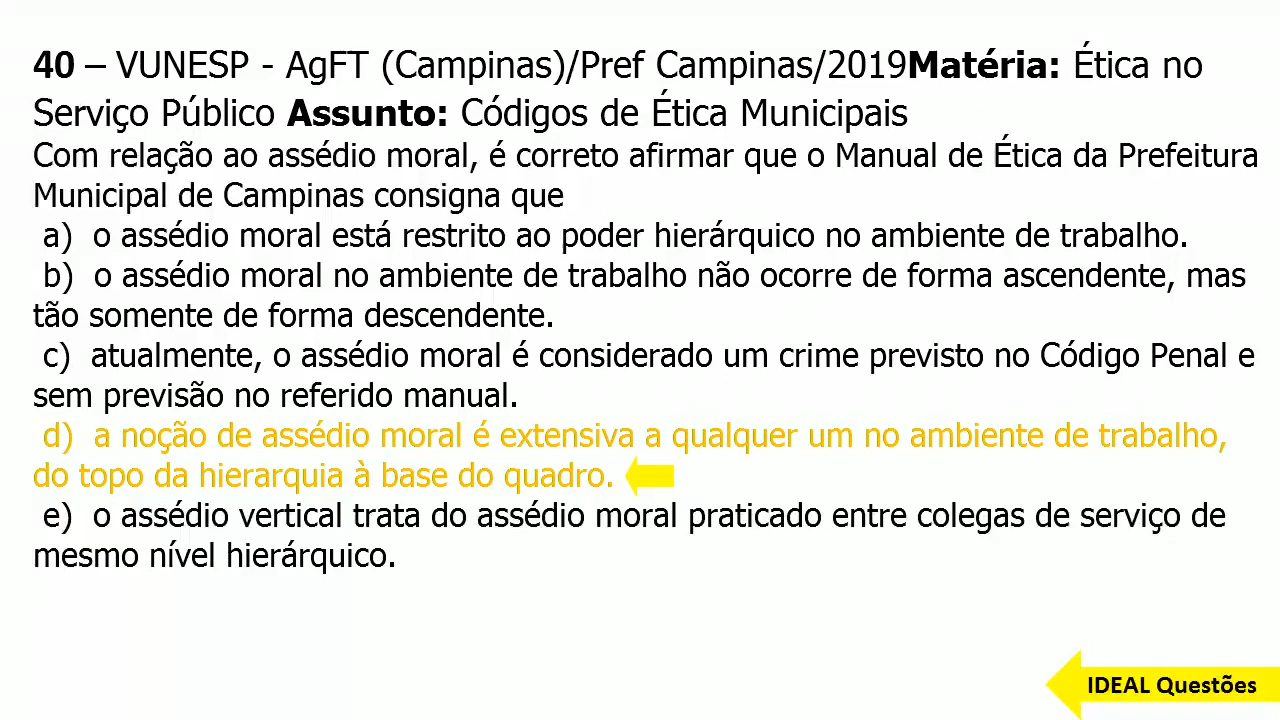 40 – VUNESP - AgFT (Campinas)/Pref Campinas/2019Matéria: Ética no
Serviço Público Assunto: Códigos de Ética Municipais
Com relação ao assédio moral, é correto afirmar que o Manual de Ética da Prefeitura
Municipal de Campinas consigna que
a) o assédio moral está restrito ao poder hierárquico no ambiente de trabalho.
b) o assédio moral no ambiente de trabalho não ocorre de forma ascendente, mas
tão somente de forma descendente.
c) atualmente, o assédio moral é considerado um crime previsto no Código Penal e
sem previsão no referido manual.
d) a noção de assédio moral é extensiva a qualquer um no ambiente de trabalho,
do topo da hierarquia à base do quadro.
e) o assédio vertical trata do assédio moral praticado entre colegas de serviço de
mesmo nível hierárquico.
IDEAL Questões